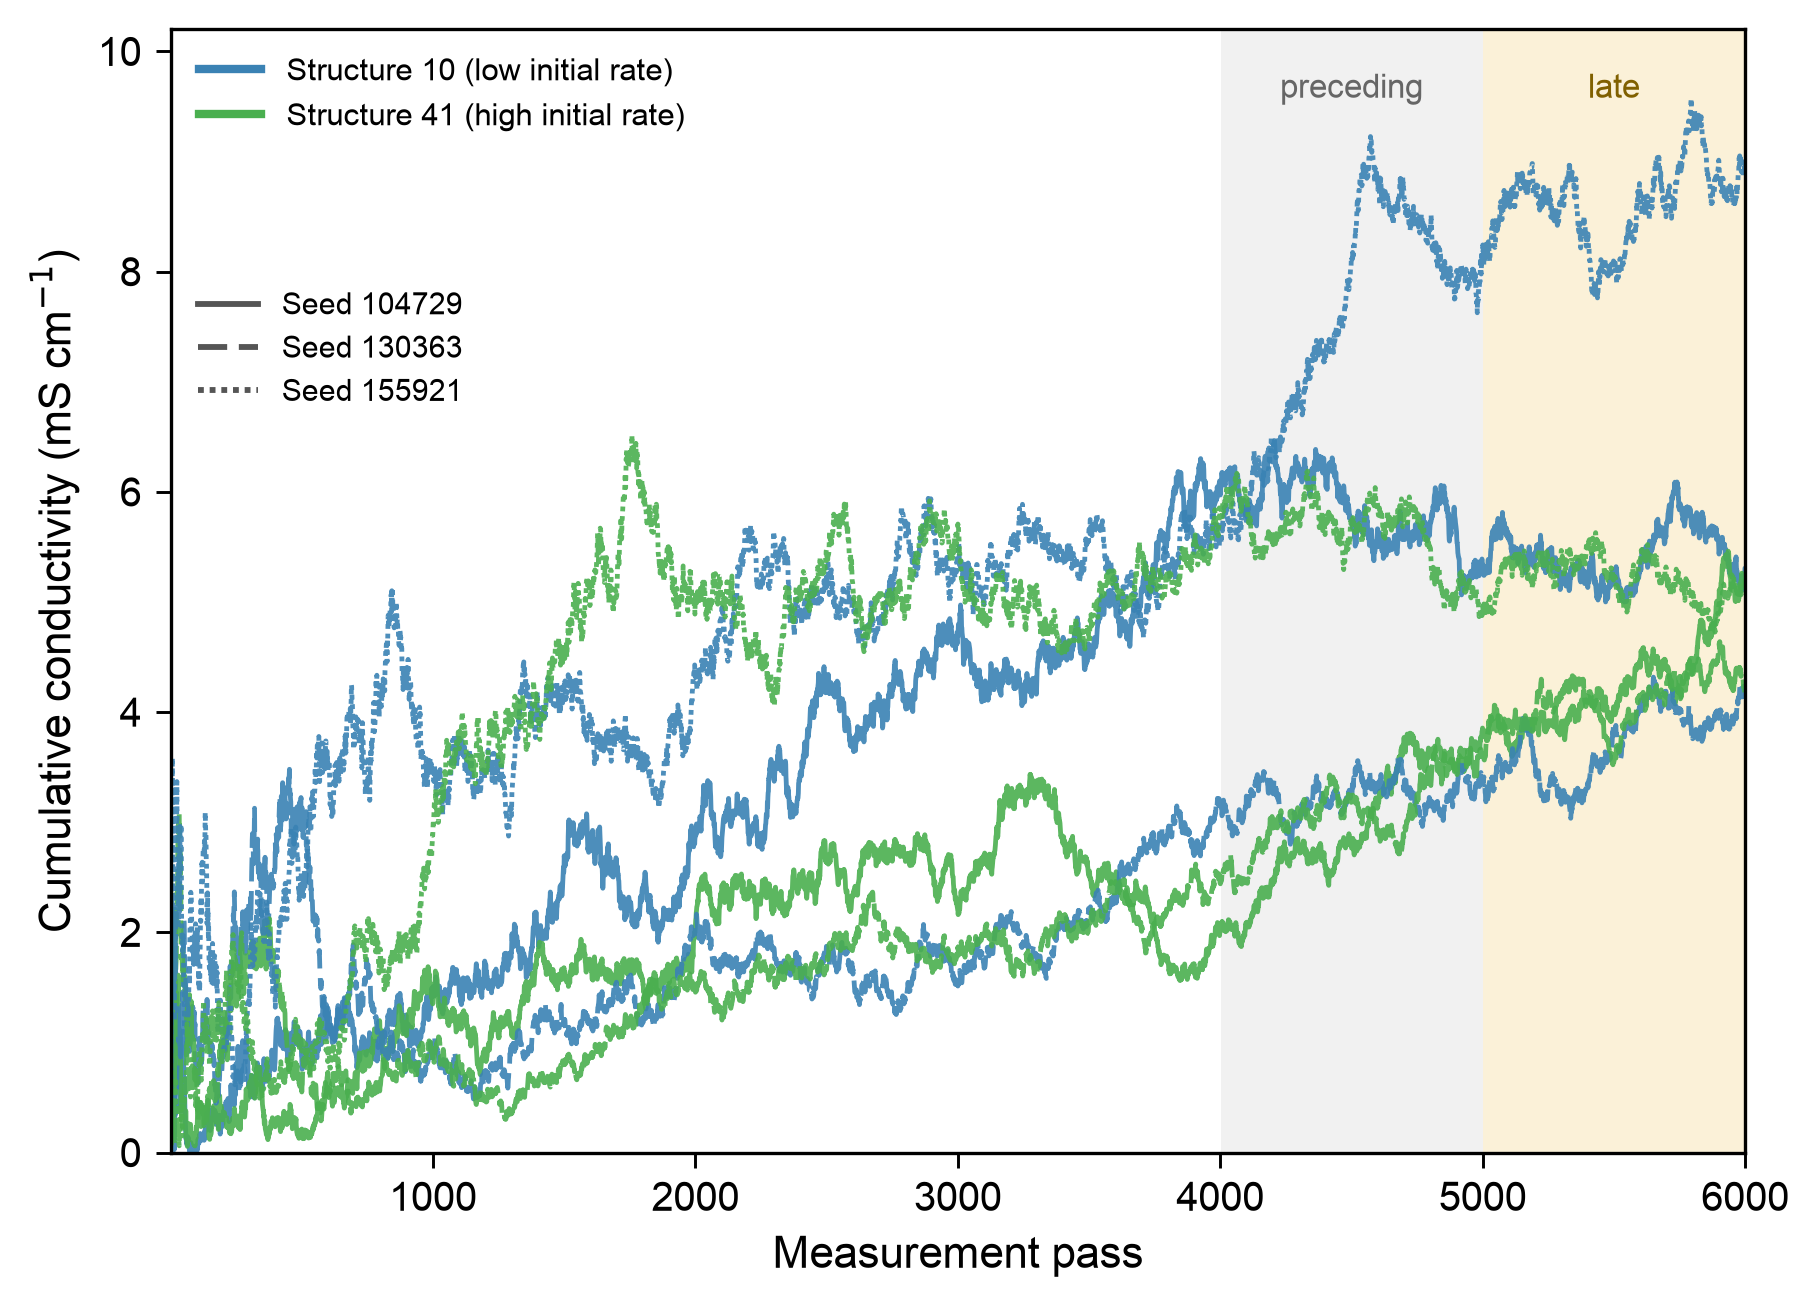 10
8
6
4
2
0
Structure 10 (low initial rate)
Structure 41 (high initial rate)
Seed 104729
Seed 130363
Seed 155921
preceding
late
Cumulative conductivity (mS cm⁻¹)
1000 2000 3000 4000 5000 6000
Measurement pass